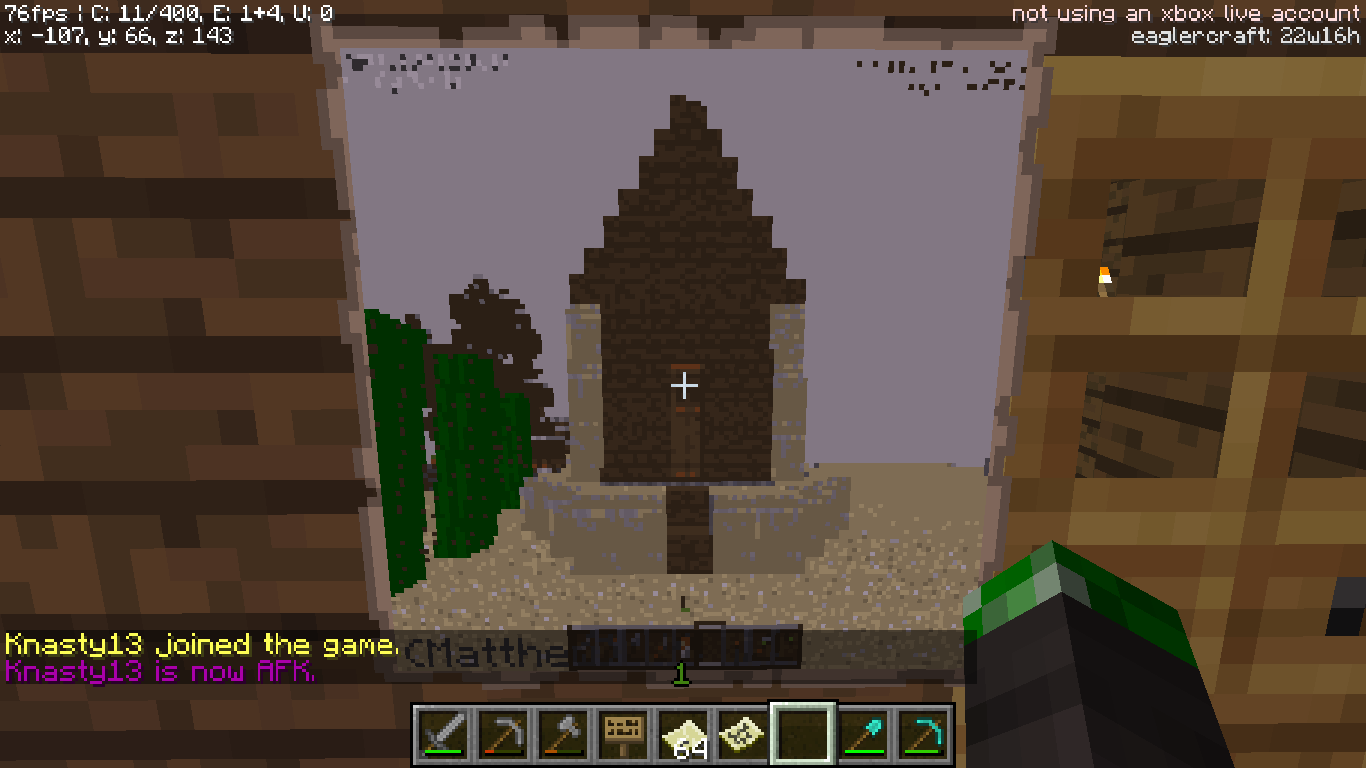 76fps | C: 11/400, E: 1+4, U: 0
x: -107, y: 66, z: 143
not using an xbox live account
eaglercraft: 22w16h
Knasty13 joined the game.
Knasty13 is now AFK.
1
64